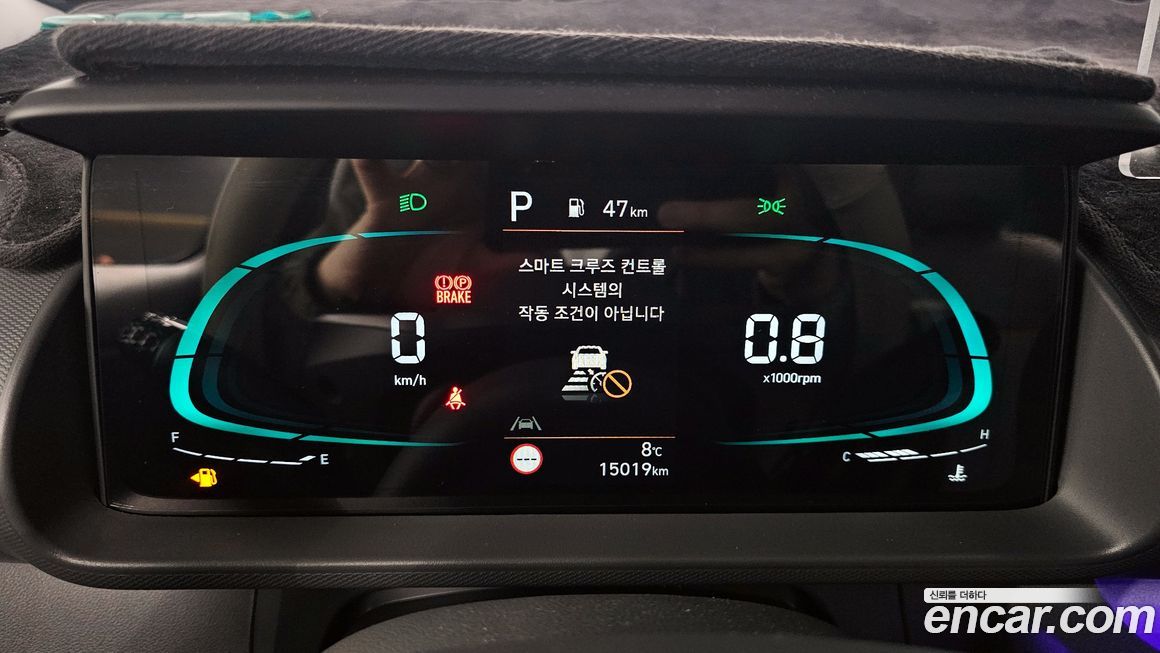 P 47km
스마트 크루즈 컨트롤
시스템의
작동 조건이 아닙니다
BRAKE
0
km/h
0.8
x1000rpm
F
E
C
H
---
8℃
15019km
신뢰를 더하다
encar.com